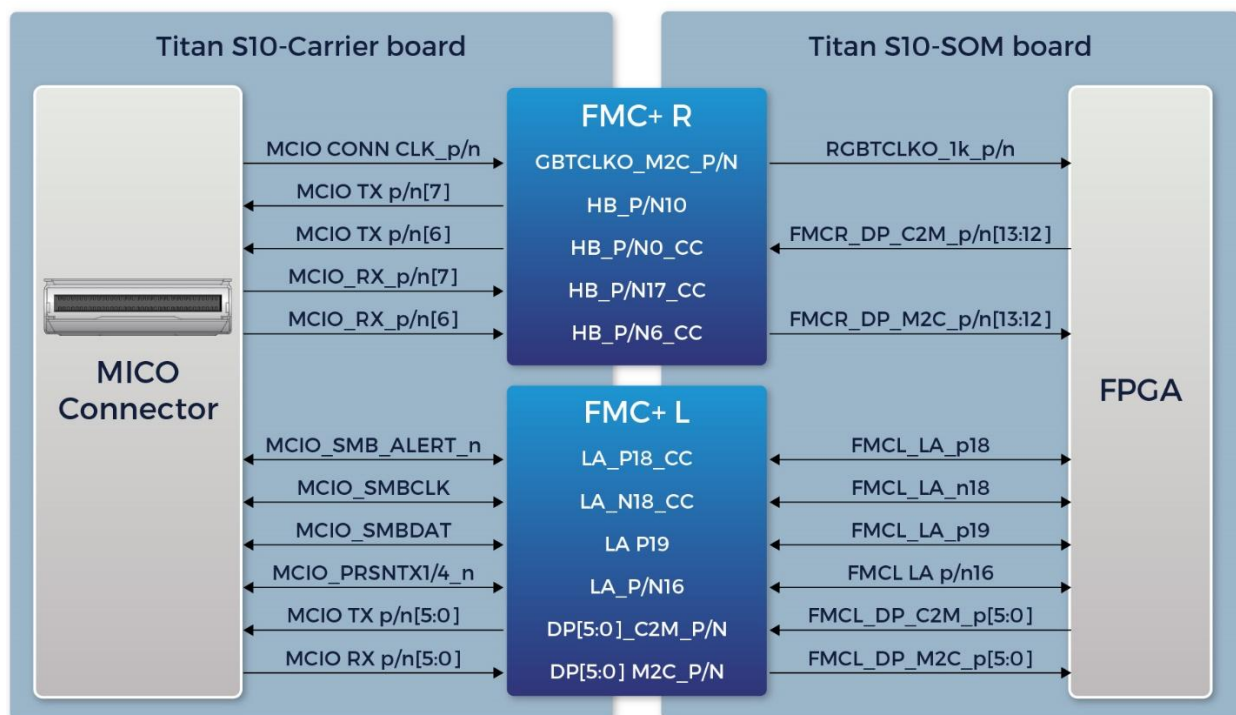 Titan S10-Carrier board
Titan S10-SOM board
FMC+ R
MCIO CONN CLK_p/n
GBTCLKO_M2C_P/N
RGBTCLKO_1k_p/n
MCIO TX p/n[7]
HB_P/N10
MCIO TX p/n[6]
HB_P/N0_CC
FMCR_DP_C2M_p/n[13:12]
MCIO_RX_p/n[7]
HB_P/N17_CC
MCIO_RX_p/n[6]
HB_P/N6_CC
FMCR_DP_M2C_p/n[13:12]
MICO
Connector
FPGA
FMC+ L
MCIO_SMB_ALERT_n
LA_P18_CC
FMCL_LA_p18
MCIO_SMBCLK
LA_N18_CC
FMCL_LA_n18
MCIO_SMBDAT
LA P19
FMCL_LA_p19
MCIO_PRSNTX1/4_n
LA_P/N16
FMCL LA p/n16
MCIO TX p/n[5:0]
DP[5:0]_C2M_P/N
FMCL_DP_C2M_p[5:0]
MCIO RX p/n[5:0]
DP[5:0] M2C_P/N
FMCL_DP_M2C_p[5:0]